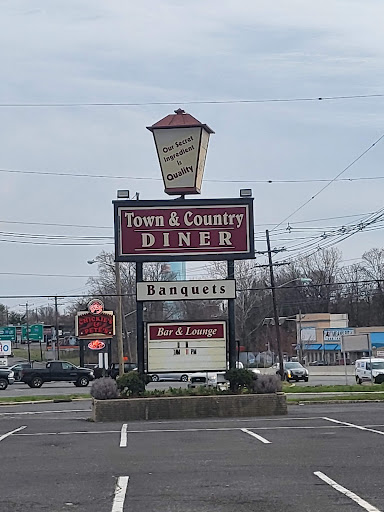 Our Secret
Ingredient
is
Quality
Town & Country
DINER
Banquets
Bar & Lounge